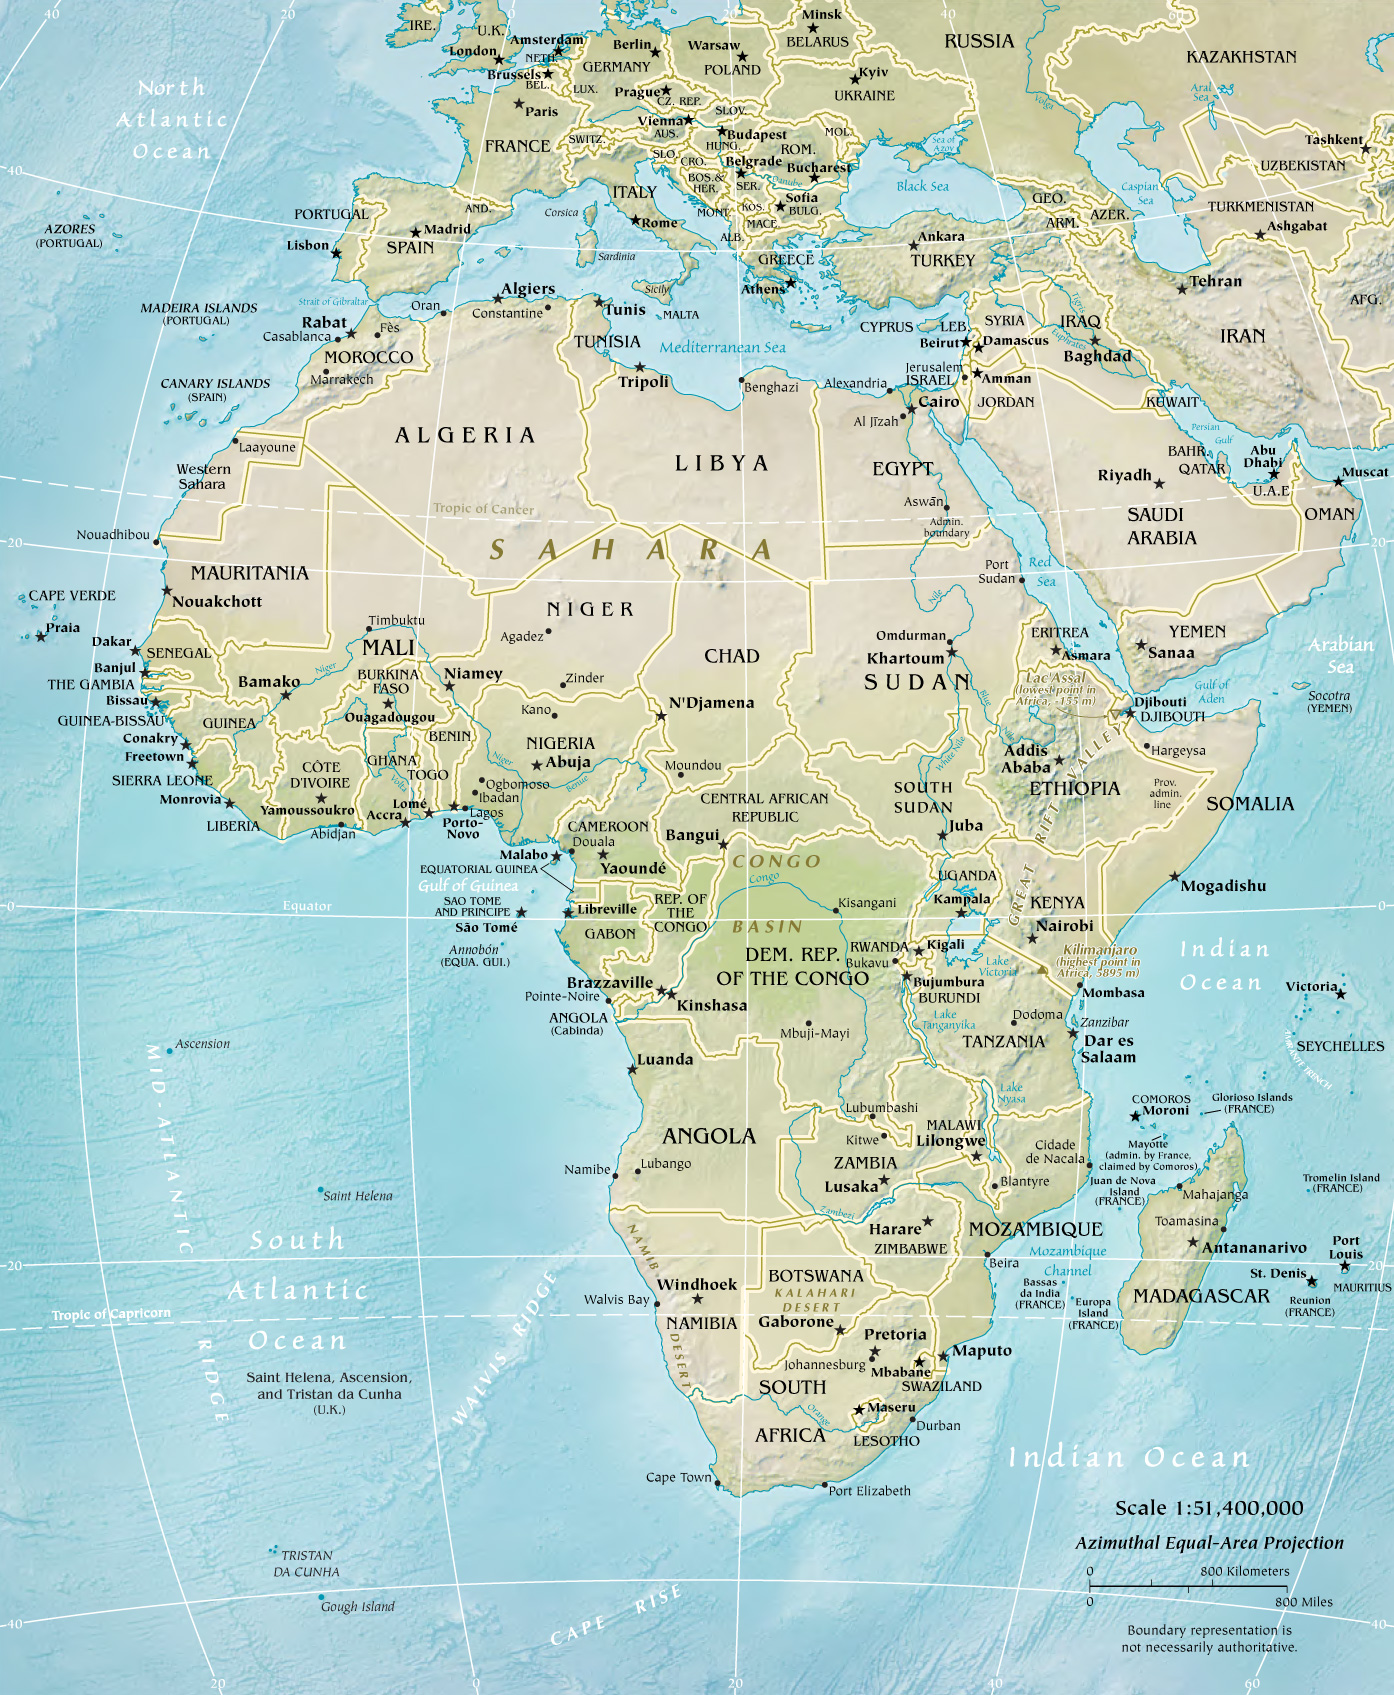 40
20
0
20
40
60
North
Atlantic
Ocean
IRE.
U.K.
London
Amsterdam
NETH.
Brussels
BEL.
LUX.
Paris
FRANCE
Berlin
GERMANY
Prague
CZ. REP.
Warsaw
POLAND
Minsk
BELARUS
RUSSIA
Kyiv
UKRAINE
KAZAKHSTAN
Aral
Sea
Volga
Tashkent
UZBEKISTAN
TURKMENISTAN
Ashgabat
SLOV.
Vienna
AUS.
Budapest
HUNG.
SWITZ.
SLO.
CRO.
BOS.&
HER.
Belgrade
SER.
ROM.
MOL.
Bucharest
Danube
Sofia
BULG.
KOS.
MONT.
MACE.
ALB.
GREECE
Athens
Sea of
Azov
Black Sea
GEO.
ARM.
AZER.
Caspian
Sea
Ankara
TURKEY
Tehran
IRAN
AFG.
40
AZORES
(PORTUGAL)
PORTUGAL
Lisbon
Madrid
SPAIN
AND.
Corsica
Sardinia
ITALY
Rome
Sicily
MALTA
MADEIRA ISLANDS
(PORTUGAL)
Strait of Gibraltar
Rabat
Casablanca
Fès
MOROCCO
Marrakech
Oran
Algiers
Constantine
Tunis
TUNISIA
Tripoli
Mediterranean Sea
Benghazi
Alexandria
CYPRUS
LEB.
Beirut
SYRIA
Damascus
Tigris
IRAQ
Euphrates
Baghdad
Jerusalem
ISRAEL
Amman
JORDAN
Cairo
Al Jīzah
KUWAIT
Persian
Gulf
BAHR.
QATAR
Abu
Dhabi
U.A.E
Muscat
OMAN
Riyadh
SAUDI
ARABIA
CANARY ISLANDS
(SPAIN)
Laayoune
Western
Sahara
ALGERIA
LIBYA
EGYPT
Aswān
Admin.
boundary
Tropic of Cancer
SAHARA
Nouadhibou
20
20
MAURITANIA
Nouakchott
CAPE VERDE
Praia
Dakar
SENEGAL
Banjul
THE GAMBIA
Bissau
GUINEA-BISSAU
GUINEA
Conakry
Freetown
SIERRA LEONE
Monrovia
LIBERIA
Timbuktu
MALI
Niger
Bamako
BURKINA
FASO
Ouagadougou
CÔTE
D'IVOIRE
Yamoussoukro
Abidjan
GHANA
Volta
Accra
TOGO
Lomé
BENIN
Porto-
Novo
Niamey
NIGER
Agadez
Zinder
Kano
NIGERIA
Abuja
Niger
Benue
Ogbomoso
Ibadan
Lagos
CHAD
N'Djamena
Moundou
Port
Sudan
Red
Sea
Nile
Omdurman
Khartoum
SUDAN
Blue
Nile
White Nile
ERITREA
Asmara
YEMEN
Sanaa
Lac'Assal
(lowest point in
Africa, -155 m)
Gulf of
Aden
Djibouti
DJIBOUTI
Arabian
Sea
Socotra
(YEMEN)
Hargeysa
Addis
Ababa
ETHIOPIA
Prov.
admin.
line
SOMALIA
GREAT RIFT VALLEY
SOUTH
SUDAN
Juba
CENTRAL AFRICAN
REPUBLIC
Bangui
CAMEROON
Douala
Yaoundé
Malabo
EQUATORIAL GUINEA
Gulf of Guinea
SAO TOME
AND PRINCIPE
São Tomé
Annobón
(EQUA. GUI.)
Equator
0
0
Libreville
GABON
REP. OF
THE
CONGO
CONGO
Congo
BASIN
Kisangani
DEM. REP.
OF THE CONGO
UGANDA
Kampala
KENYA
Nairobi
Mogadishu
RWANDA
Kigali
Bukavu
Bujumbura
BURUNDI
Lake
Victoria
Kilimanjaro
(highest point in
Africa, 5895 m)
Mombasa
Lake
Tanganyika
Dodoma
Zanzibar
TANZANIA
Dar es
Salaam
Indian
Ocean
Victoria
SEYCHELLES
AMIRANTE TRENCH
Brazzaville
Pointe-Noire
Kinshasa
ANGOLA
(Cabinda)
Mbuji-Mayi
Luanda
Ascension
MID-ATLANTIC RIDGE
Lubumbashi
Kitwe
MALAWI
Lilongwe
Lake
Nyasa
Cidade
de Nacala
COMOROS
Moroni
Glorioso Islands
(FRANCE)
Mayotte
(admin. by France,
claimed by Comoros)
Juan de Nova
Island
(FRANCE)
Tromelin Island
(FRANCE)
ANGOLA
Namibe
Lubango
ZAMBIA
Lusaka
Blantyre
Zambezi
Harare
ZIMBABWE
MOZAMBIQUE
Beira
Mozambique
Channel
Mahajanga
Toamasina
Antananarivo
MADAGASCAR
Port
Louis
MAURITIUS
St. Denis
Reunion
(FRANCE)
Bassas
da India
(FRANCE)
Europa
Island
(FRANCE)
Saint Helena
South
Atlantic
Ocean
20
20
Tropic of Capricorn
Saint Helena, Ascension,
and Tristan da Cunha
(U.K.)
WALVIS RIDGE
NAMIB
DESERT
Windhoek
Walvis Bay
NAMIBIA
BOTSWANA
KALAHARI
DESERT
Gaborone
Pretoria
Johannesburg
Mbabane
SWAZILAND
Maputo
SOUTH
AFRICA
Orange
Maseru
LESOTHO
Durban
Cape Town
Port Elizabeth
Indian Ocean
TRISTAN
DA CUNHA
Gough Island
CAPE RISE
Scale 1:51,400,000
Azimuthal Equal-Area Projection
0
800 Kilometers
0
800 Miles
Boundary representation is
not necessarily authoritative.
40
40
20
0
20
40
60